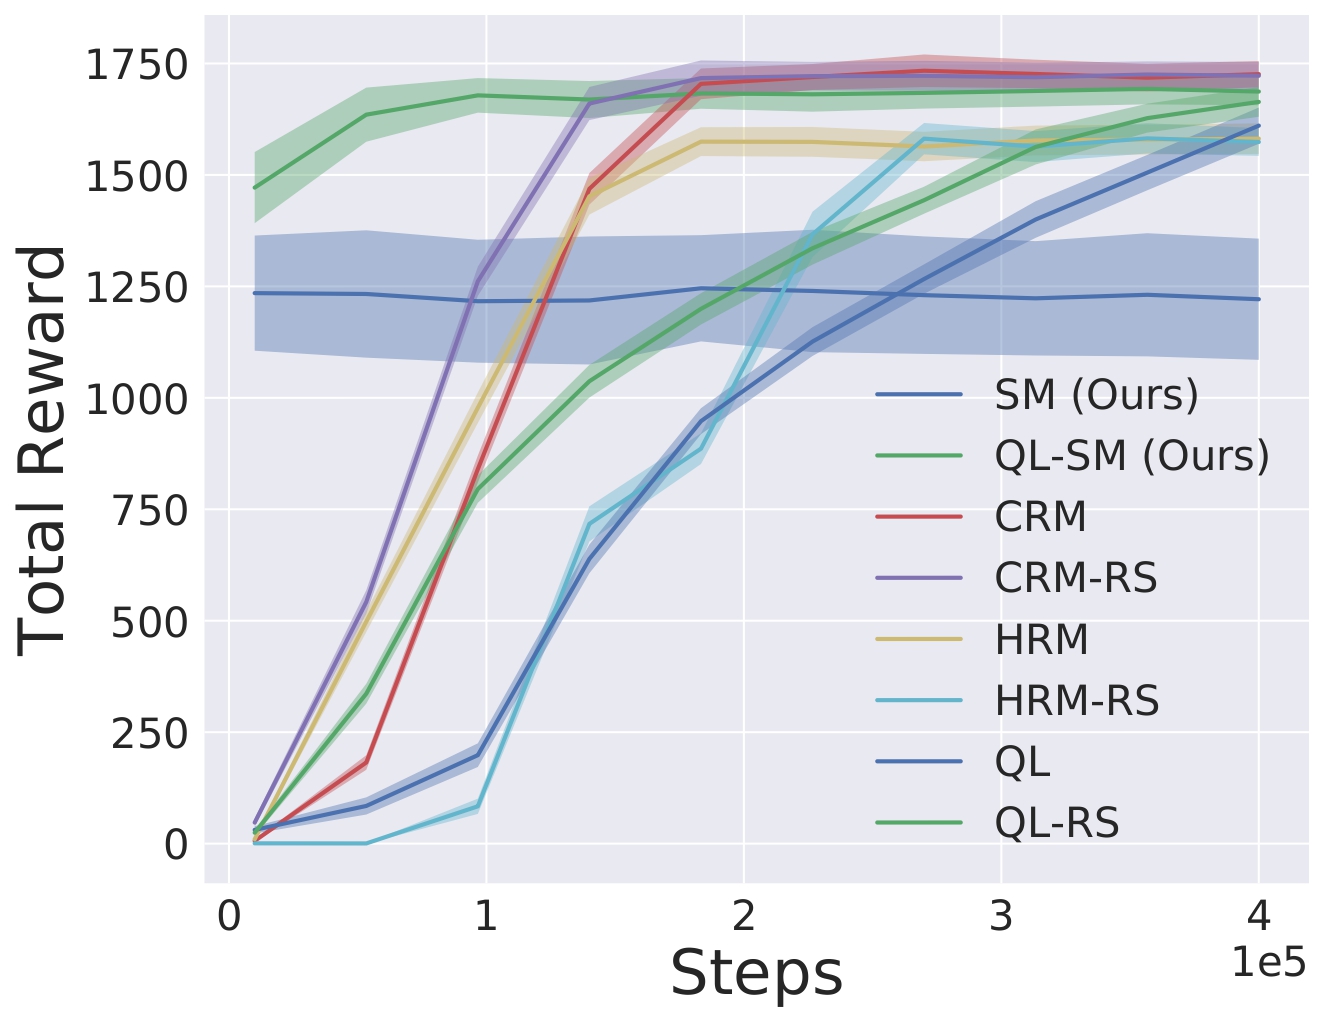 Total Reward
1750
1500
1250
1000
750
500
250
0
SM (Ours)
QL-SM (Ours)
CRM
CRM-RS
HRM
HRM-RS
QL
QL-RS
0 1 2 3 4
1e5
Steps